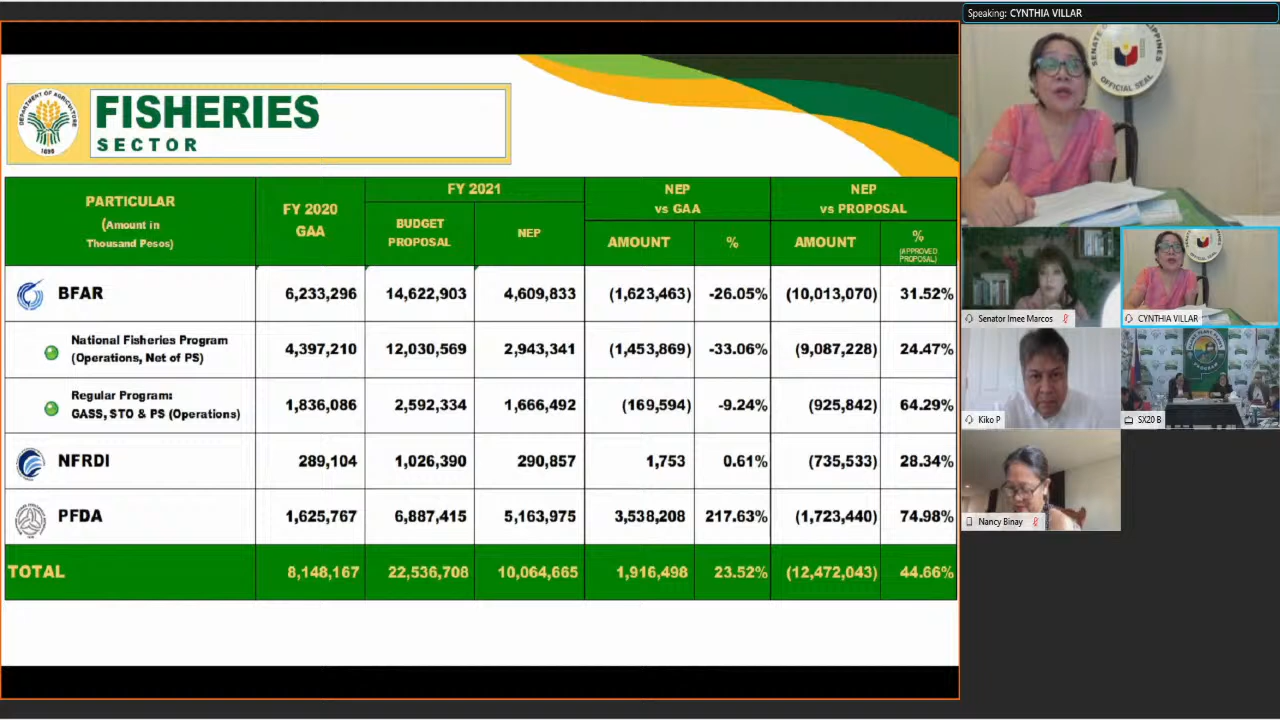 Speaking: CYNTHIA VILLAR
SENATE OF
OFFICIAL SEAL
DEPARTMENT OF AGRICULTURE
1898
FISHERIES
SECTOR
PARTICULAR
(Amount in
Thousand Pesos)
FY 2020
GAA
FY 2021
BUDGET
PROPOSAL
NEP
NEP
vs GAA
AMOUNT
%
NEP
vs PROPOSAL
AMOUNT
%
(APPROVED
PROPOSAL)
BFAR 6,233,296 14,622,903 4,609,833 (1,623,463) -26.05% (10,013,070) 31.52%
National Fisheries Program
(Operations, Net of PS) 4,397,210 12,030,569 2,943,341 (1,453,869) -33.06% (9,087,228) 24.47%
Regular Program:
GASS, STO & PS (Operations) 1,836,086 2,592,334 1,666,492 (169,594) -9.24% (925,842) 64.29%
NFRDI 289,104 1,026,390 290,857 1,753 0.61% (735,533) 28.34%
PFDA 1,625,767 6,887,415 5,163,975 3,538,208 217.63% (1,723,440) 74.98%
TOTAL 8,148,167 22,536,708 10,064,665 1,916,498 23.52% (12,472,043) 44.66%
Senator Imee Marcos
CYNTHIA VILLAR
Kiko P
SX20 B
Nancy Binay